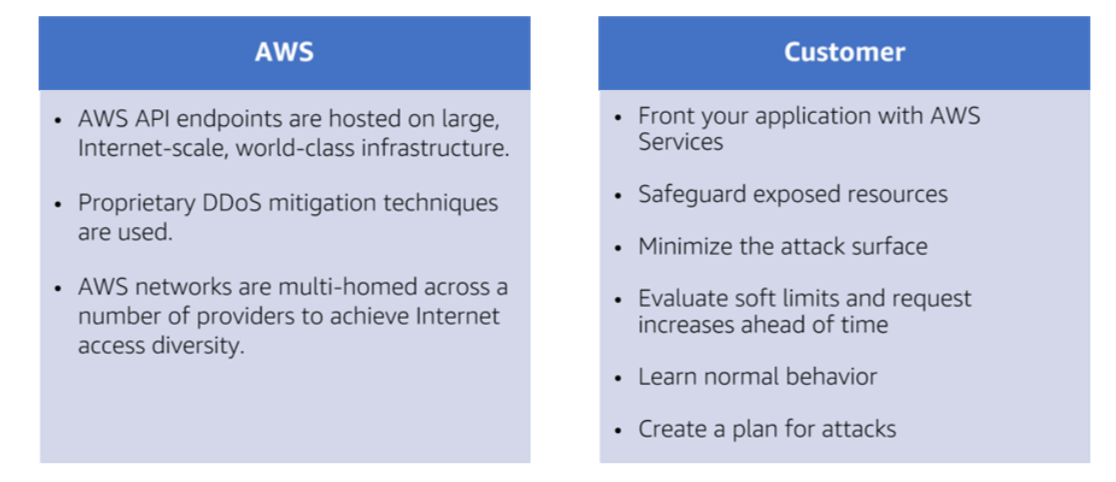 AWS
• AWS API endpoints are hosted on large,
Internet-scale, world-class infrastructure.
• Proprietary DDoS mitigation techniques
are used.
• AWS networks are multi-homed across a
number of providers to achieve Internet
access diversity.
Customer
• Front your application with AWS
Services
• Safeguard exposed resources
• Minimize the attack surface
• Evaluate soft limits and request
increases ahead of time
• Learn normal behavior
• Create a plan for attacks